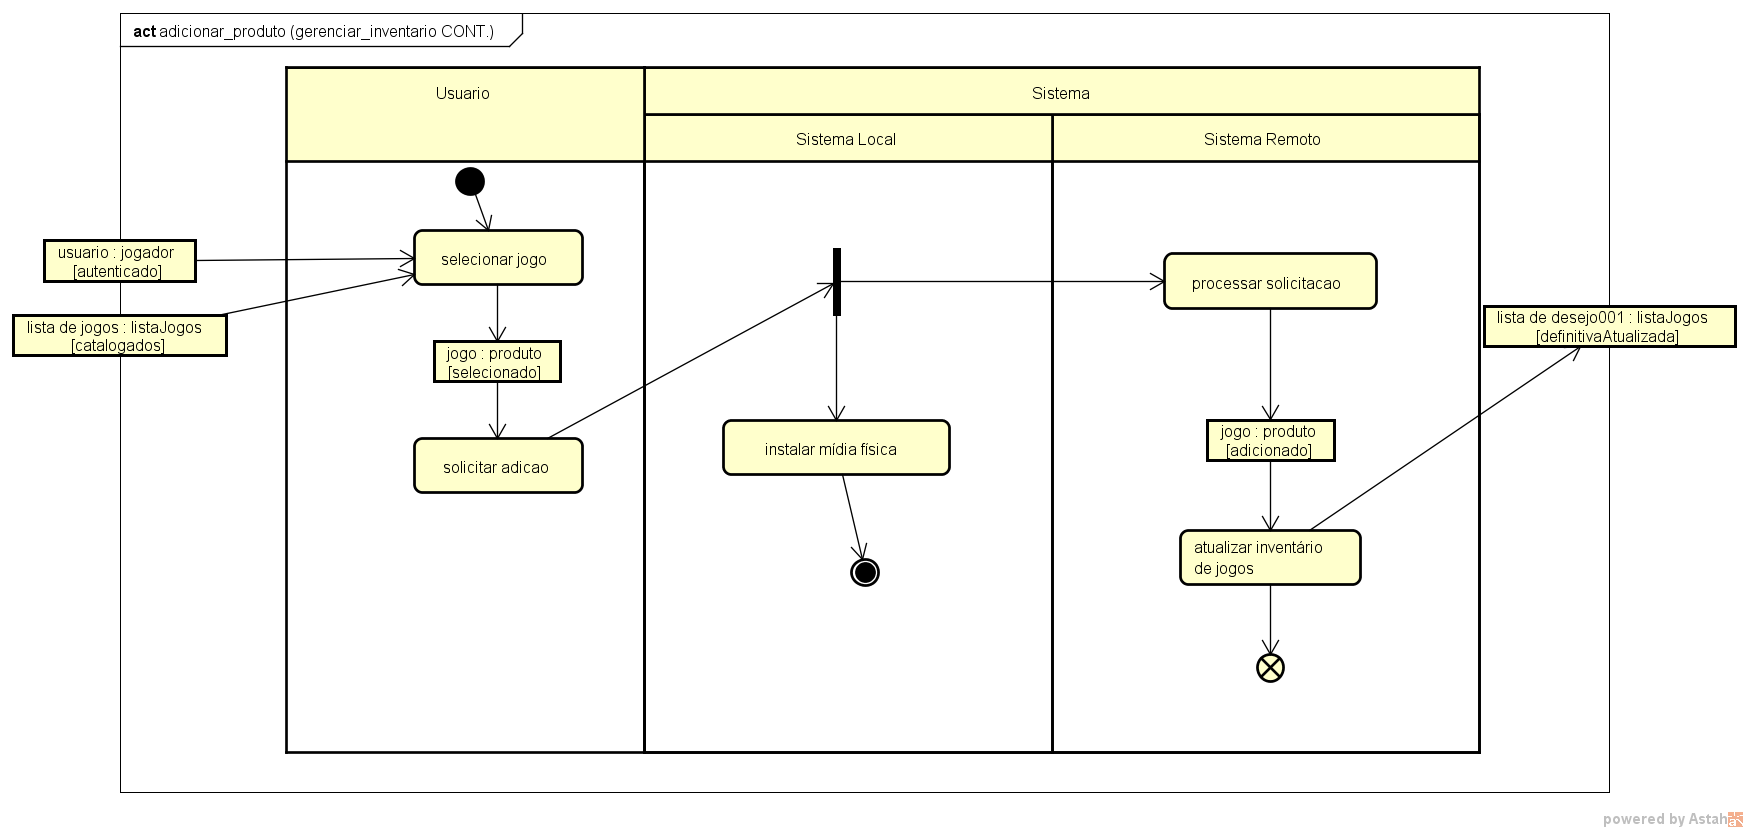 act adicionar_produto (gerenciar_inventario CONT.)
Usuario
Sistema
Sistema Local
Sistema Remoto
usuario : jogador
[autenticado]
selecionar jogo
processar solicitacao
lista de jogos : listaJogos
[catalogados]
lista de desejo001 : listaJogos
[definitivaAtualizada]
jogo : produto
[selecionado]
solicitar adicao
instalar mídia física
jogo : produto
[adicionado]
atualizar inventário
de jogos
powered by Astah